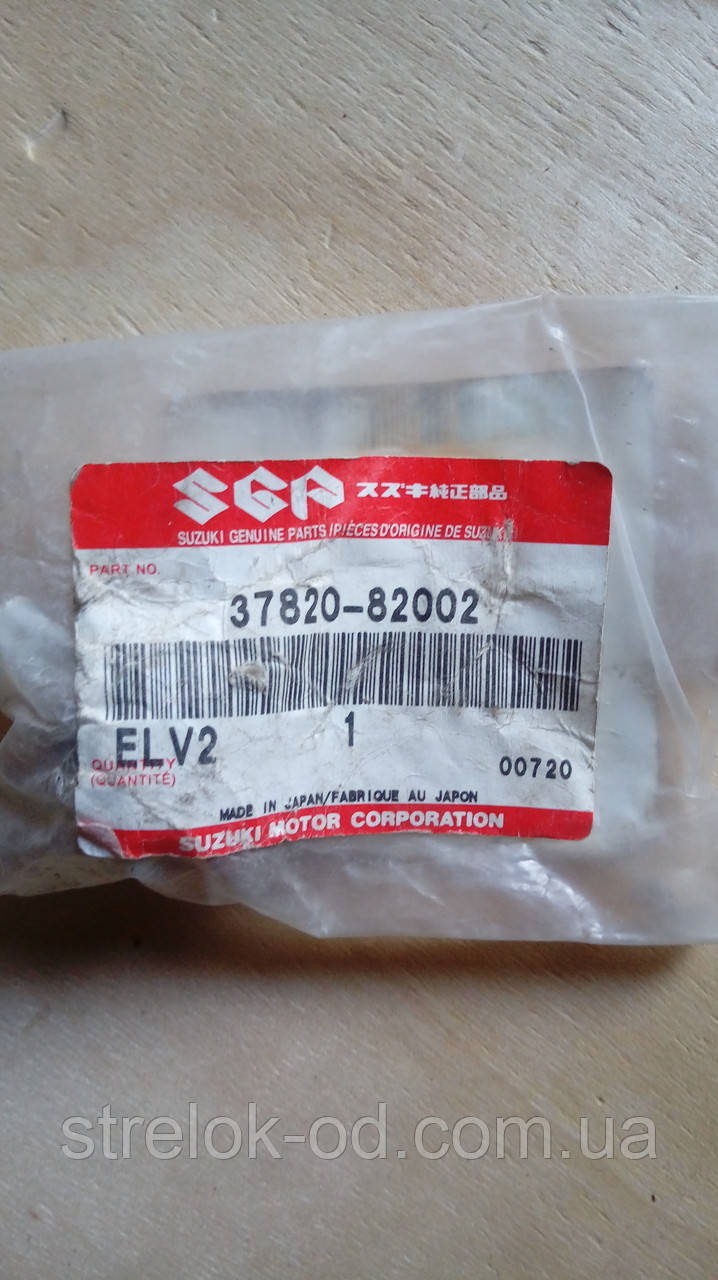 SGP スズキ純正部品
SUZUKI GENUINE PARTS/PIÈCES D'ORIGINE DE SUZUKI
PART NO.
37820-82002
ELV2 1
QUANTITY
(QUANTITÉ)
00720
MADE IN JAPAN/FABRIQUE AU JAPON
SUZUKI MOTOR CORPORATION
strelok-od.com.ua